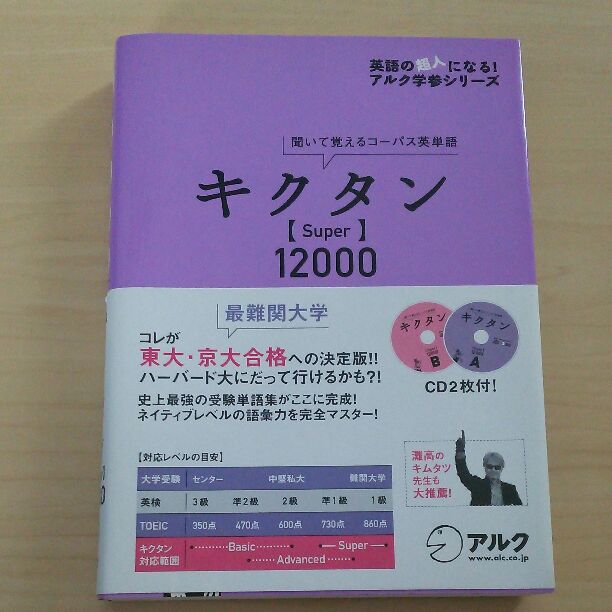 英語の超人になる!
アルク学参シリーズ
聞いて覚えるコーパス英単語
キクタン
【Super】
12000
最難関大学
コレが
東大・京大合格への決定版!!
ハーバード大にだって行けるかも?!
史上最強の受験単語集がここに完成!
ネイティブレベルの語彙力を完全マスター!
キクタン
B
キクタン
A
CD2枚付!
【対応レベルの目安】
大学受験 センター 中堅私大 難関大学
英検 3級 準2級 2級 準1級 1級
TOEIC 350点 470点 600点 730点 860点
キクタン
対応範囲
Basic
Super
Advanced
灘高の
キムタツ
先生も
大推薦!
アルク
www.alc.co.jp